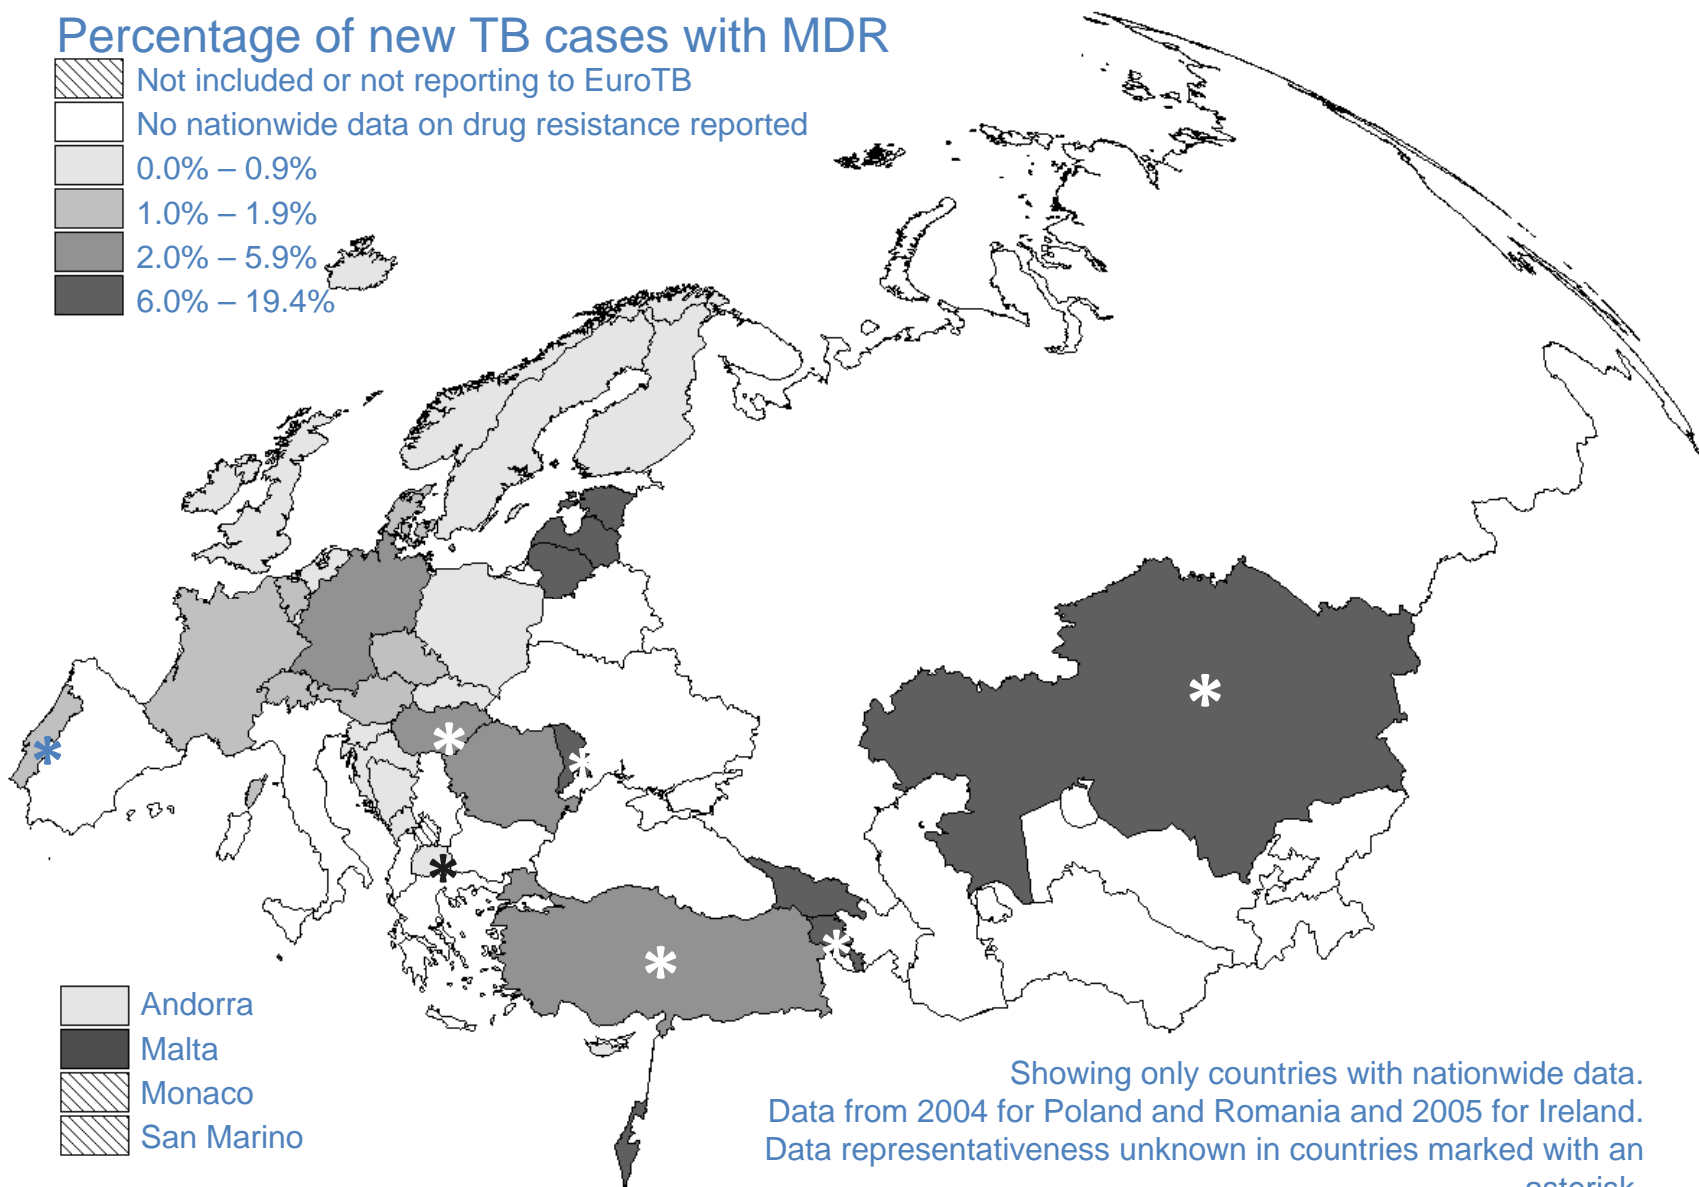 Percentage of new TB cases with MDR
Not included or not reporting to EuroTB
No nationwide data on drug resistance reported
0.0% – 0.9%
1.0% – 1.9%
2.0% – 5.9%
6.0% – 19.4%
*
*
*
*
*
*
*
Andorra
Malta
Monaco
San Marino
Showing only countries with nationwide data.
Data from 2004 for Poland and Romania and 2005 for Ireland.
Data representativeness unknown in countries marked with an
asterisk.